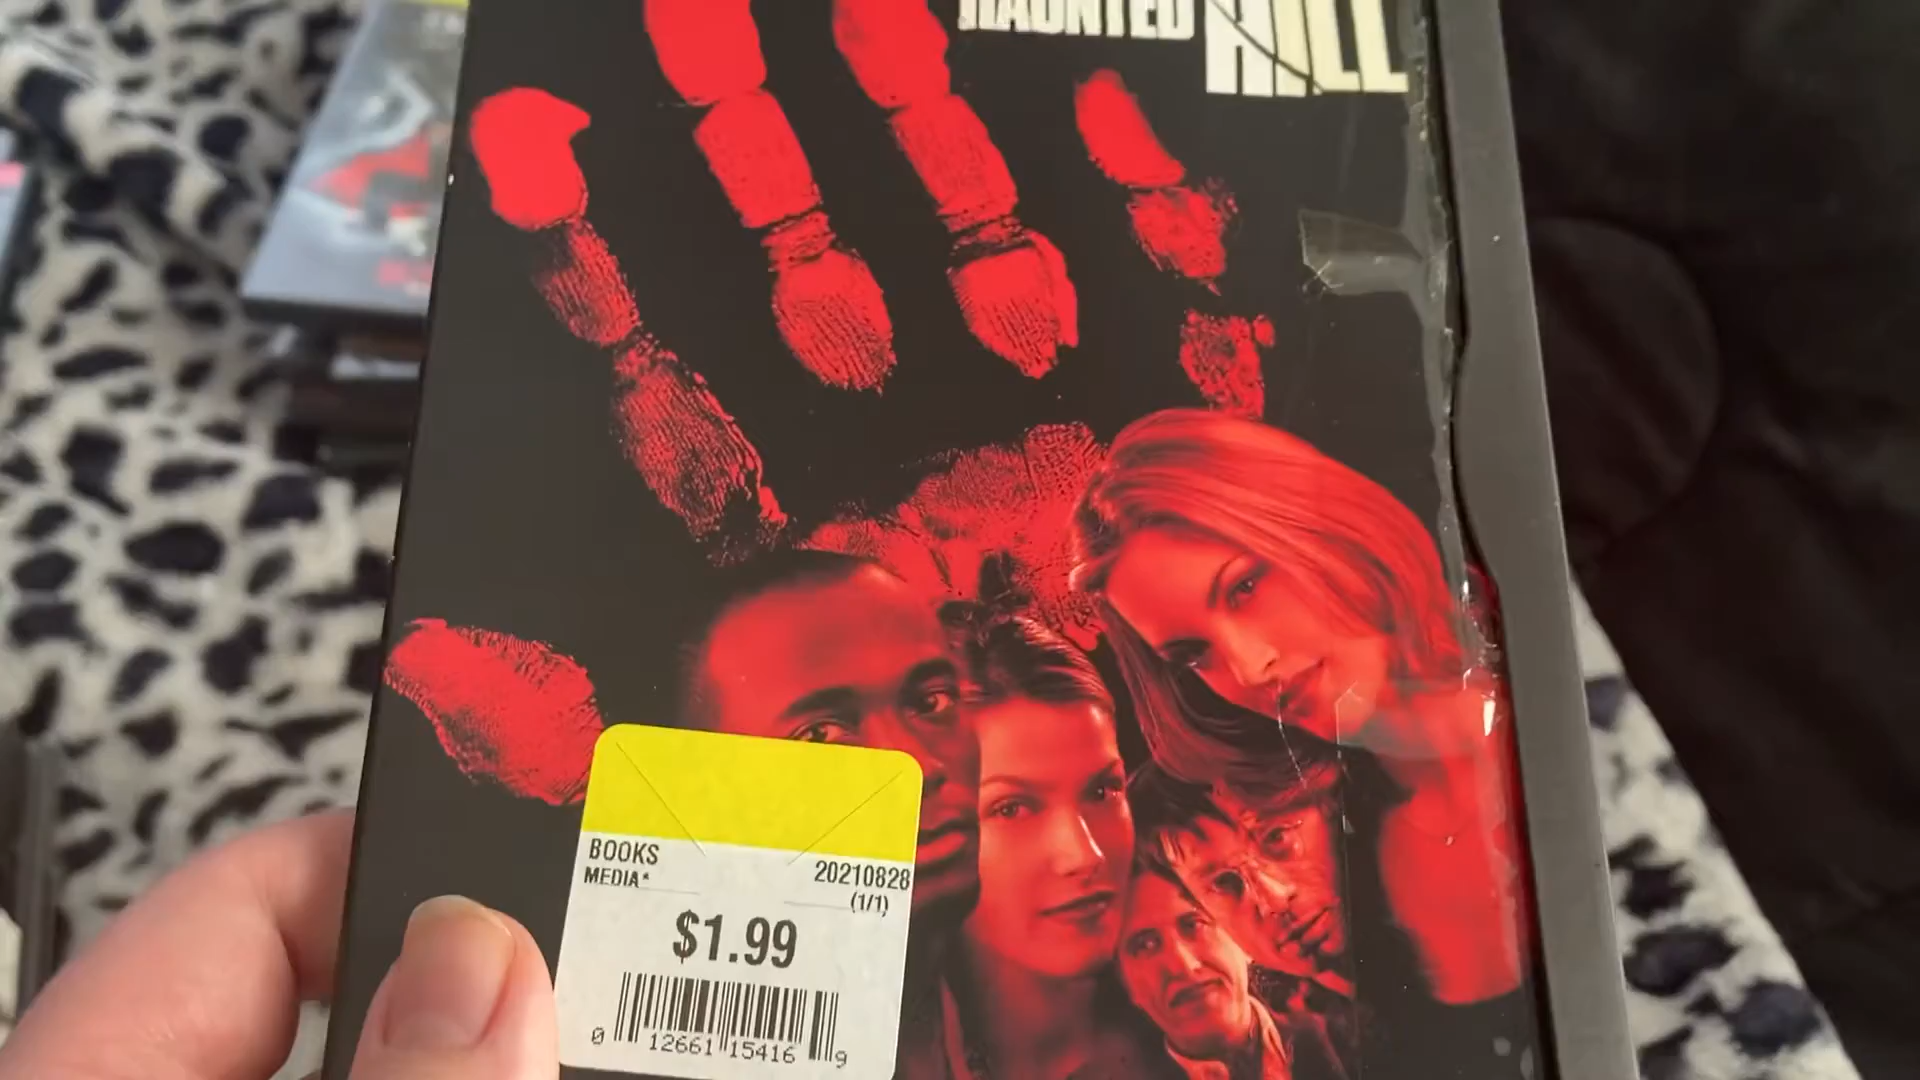 HAUNTED
HILL
BOOKS
MEDIA*
20210828
(1/1)
$1.99
0 12661 15416 9